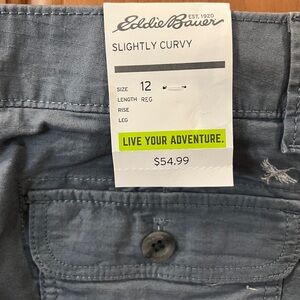 Eddie Bauer EST. 1920
SLIGHTLY CURVY
SIZE 12
LENGTH REG
RISE
LEG
LIVE YOUR ADVENTURE.
$54.99